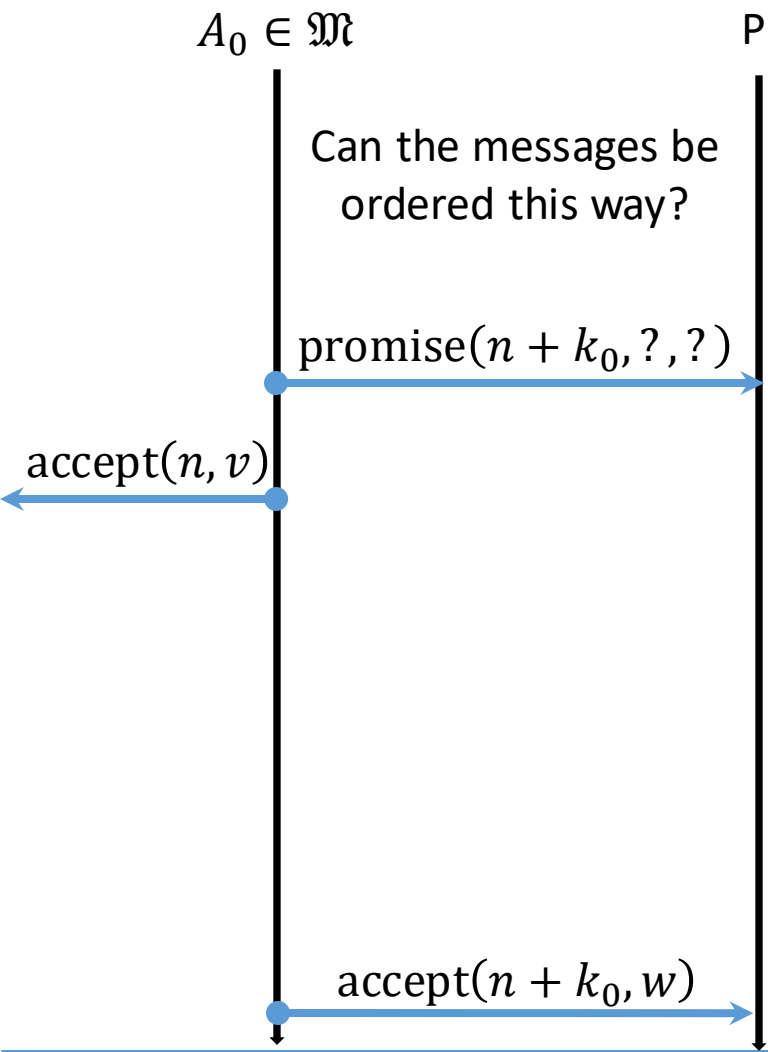 A₀ ∈ 𝔐
P
Can the messages be
ordered this way?
promise(n + k₀, ?, ?)
accept(n, v)
accept(n + k₀, w)